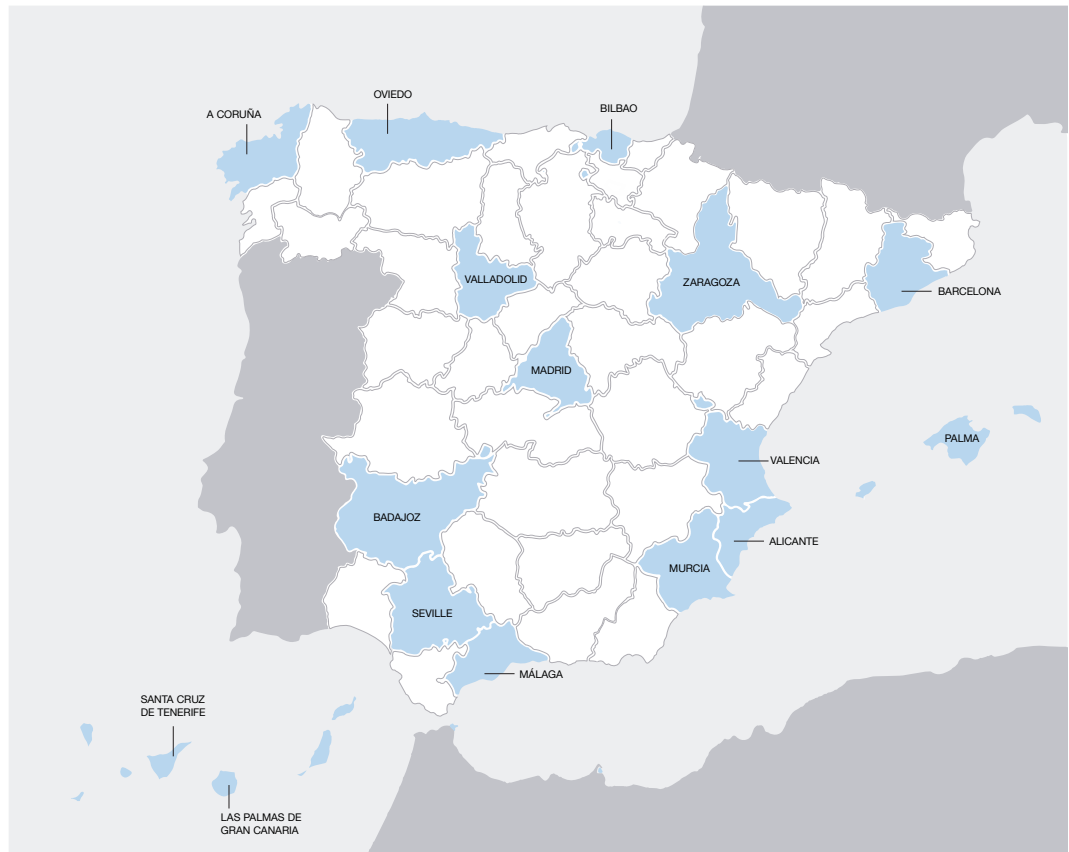 OVIEDO
BILBAO
A CORUÑA
VALLADOLID
ZARAGOZA
BARCELONA
MADRID
PALMA
VALENCIA
BADAJOZ
ALICANTE
MURCIA
SEVILLE
MÁLAGA
SANTA CRUZ
DE TENERIFE
LAS PALMAS DE
GRAN CANARIA